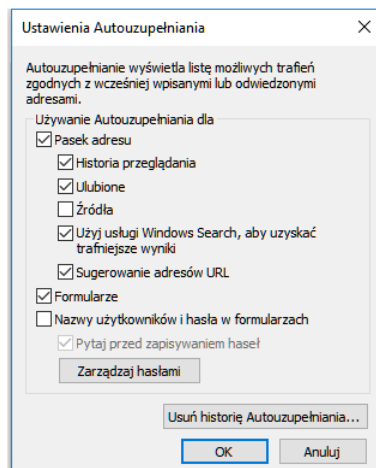 Ustawienia Autouzupełniania
Autouzupełnianie wyświetla listę możliwych trafień
zgodnych z wcześniej wpisanymi lub odwiedzonymi
adresami.
Używanie Autouzupełniania dla
Pasek adresu
Historia przeglądania
Ulubione
Źródła
Użyj usługi Windows Search, aby uzyskać
trafniejsze wyniki
Sugerowanie adresów URL
Formularze
Nazwy użytkowników i hasła w formularzach
Pytaj przed zapisywaniem haseł
Zarządzaj hasłami
Usuń historię Autouzupełniania...
OK
Anuluj